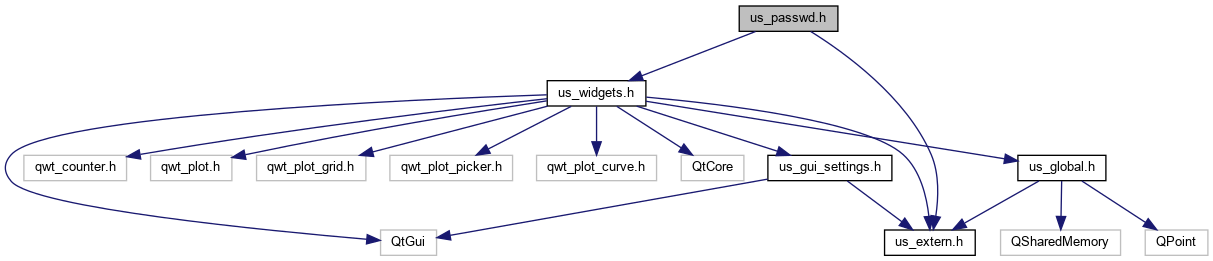 us_passwd.h
us_widgets.h
qwt_counter.h
qwt_plot.h
qwt_plot_grid.h
qwt_plot_picker.h
qwt_plot_curve.h
QtCore
us_gui_settings.h
us_global.h
QtGui
us_extern.h
QSharedMemory
QPoint